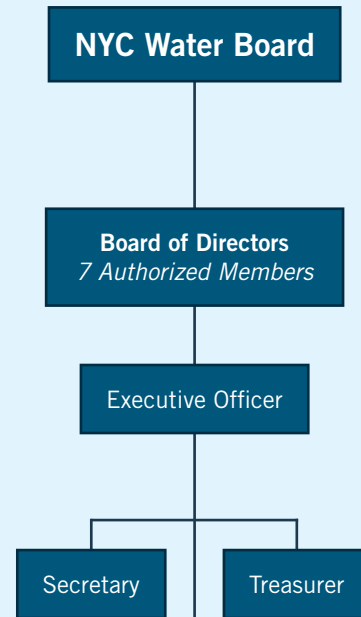 NYC Water Board
Board of Directors
7 Authorized Members
Executive Officer
Secretary
Treasurer